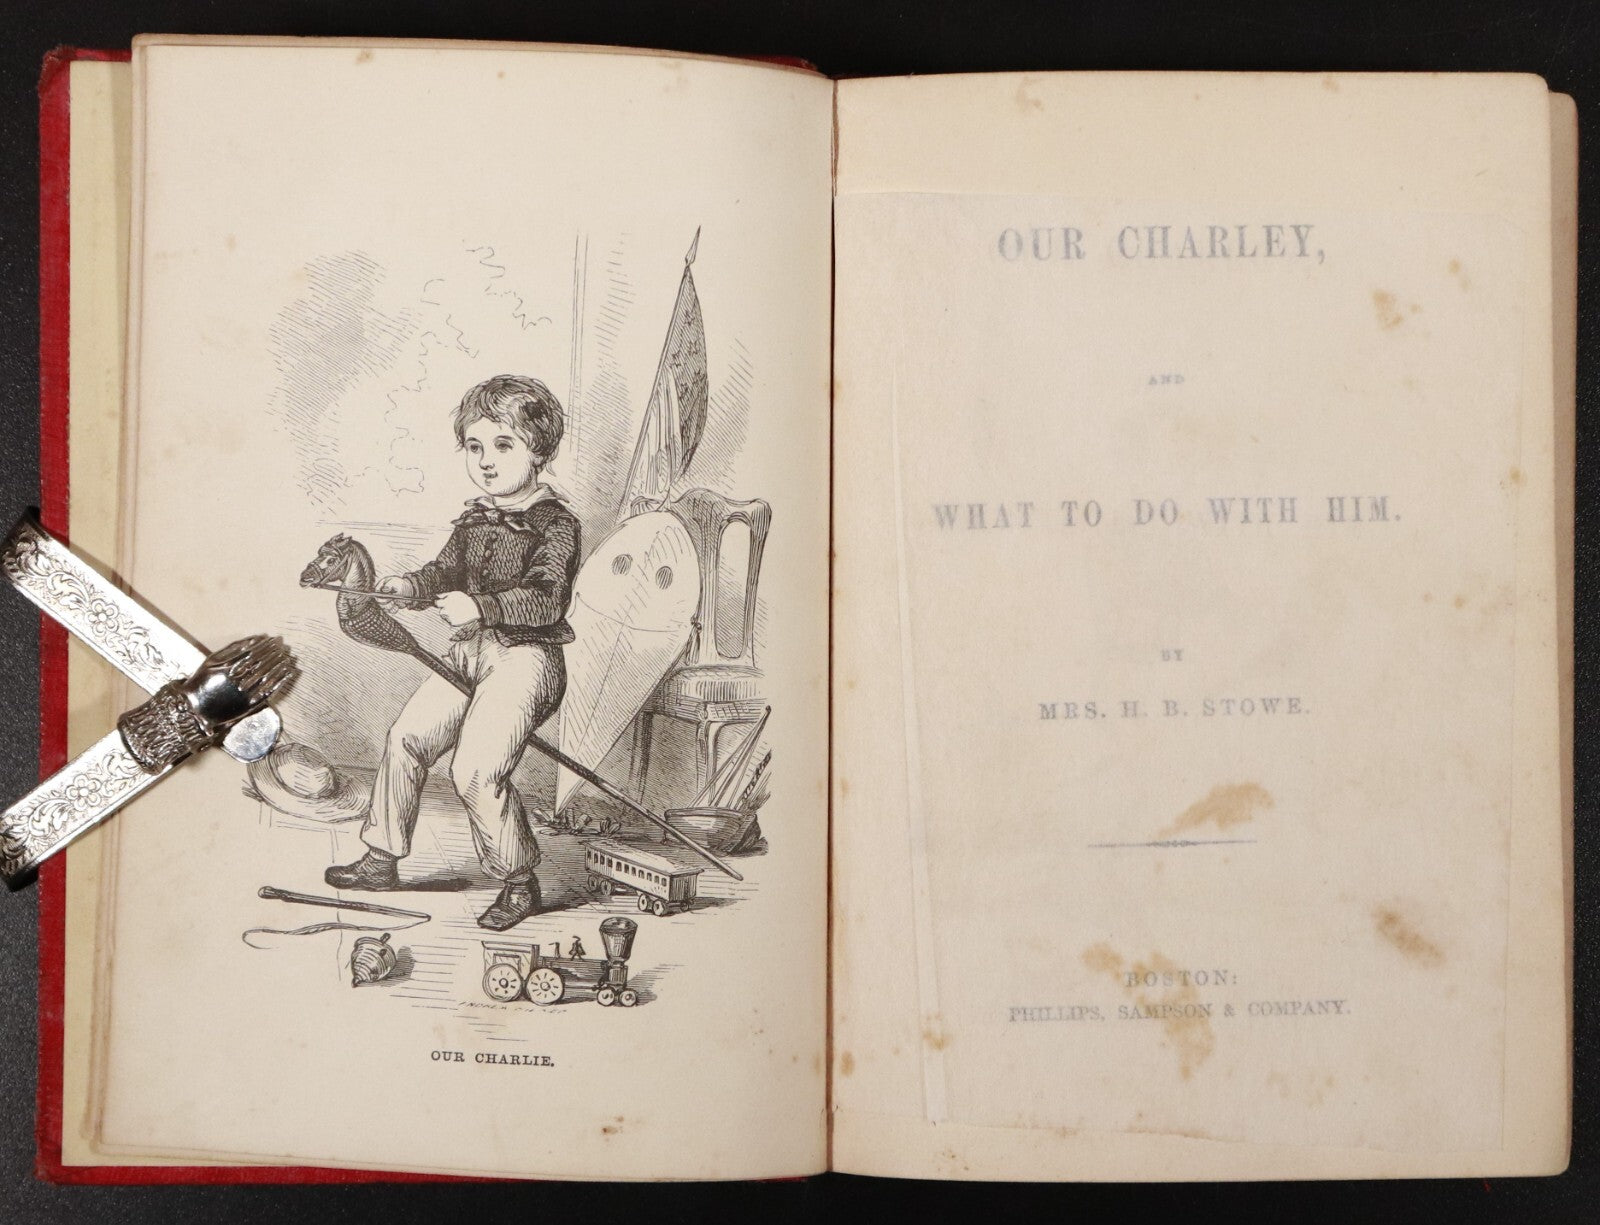 OUR CHARLIE.
OUR CHARLEY,
AND
WHAT TO DO WITH HIM.
BY
MRS. H. B. STOWE.
BOSTON:
PHILLIPS, SAMPSON & COMPANY.